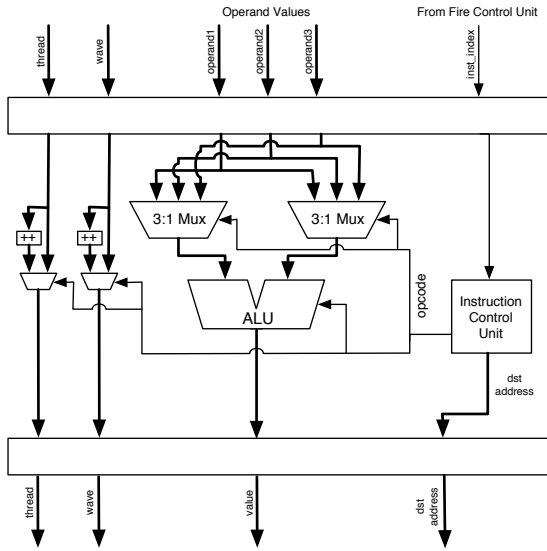 Operand Values
From Fire Control Unit
thread
wave
operand1
operand2
operand3
inst_index
3:1 Mux
3:1 Mux
++
++
ALU
opcode
Instruction
Control
Unit
dst
address
thread
wave
value
dst
address